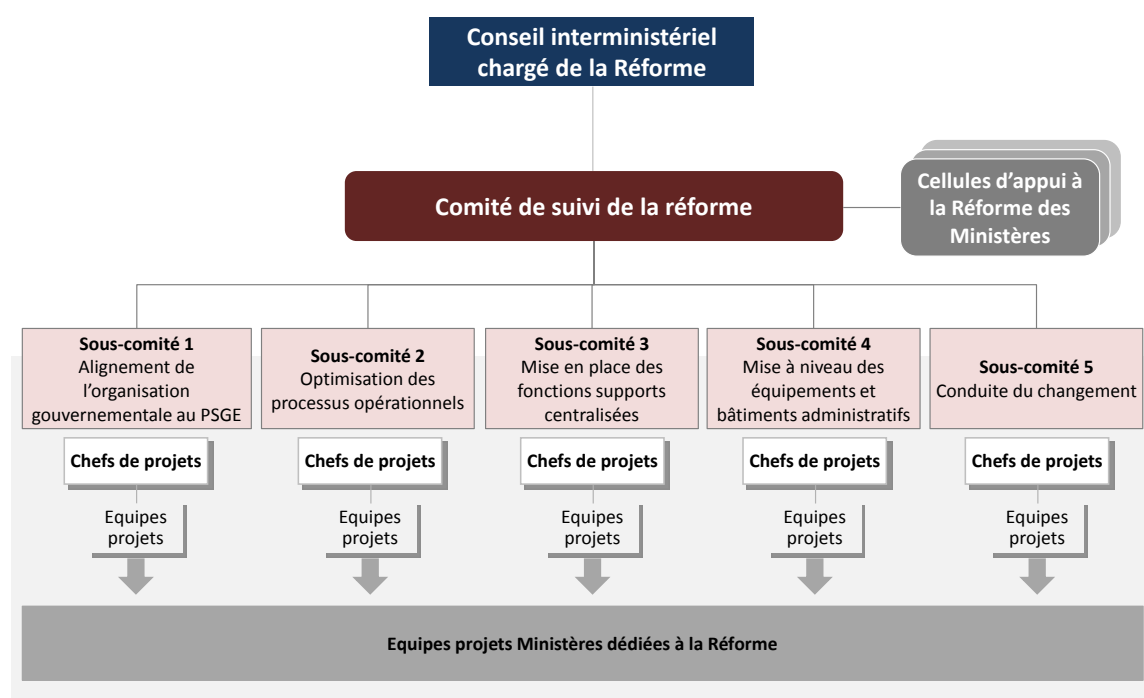 Conseil interministériel
chargé de la Réforme
Comité de suivi de la réforme
Cellules d’appui à
la Réforme des
Ministères
Sous-comité 1
Alignement de
l’organisation
gouvernementale au PSGE
Sous-comité 2
Optimisation des
processus opérationnels
Sous-comité 3
Mise en place des
fonctions supports
centralisées
Sous-comité 4
Mise à niveau des
équipements et
bâtiments administratifs
Sous-comité 5
Conduite du changement
Chefs de projets
Chefs de projets
Chefs de projets
Chefs de projets
Chefs de projets
Equipes
projets
Equipes
projets
Equipes
projets
Equipes
projets
Equipes
projets
Equipes projets Ministères dédiées à la Réforme